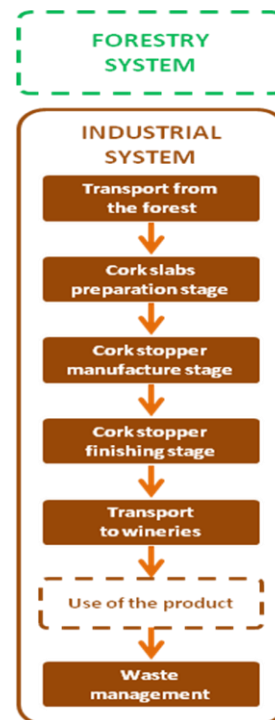 FORESTRY
SYSTEM
INDUSTRIAL
SYSTEM
Transport from
the forest
Cork slabs
preparation stage
Cork stopper
manufacture stage
Cork stopper
finishing stage
Transport
to wineries
Use of the product
Waste
management